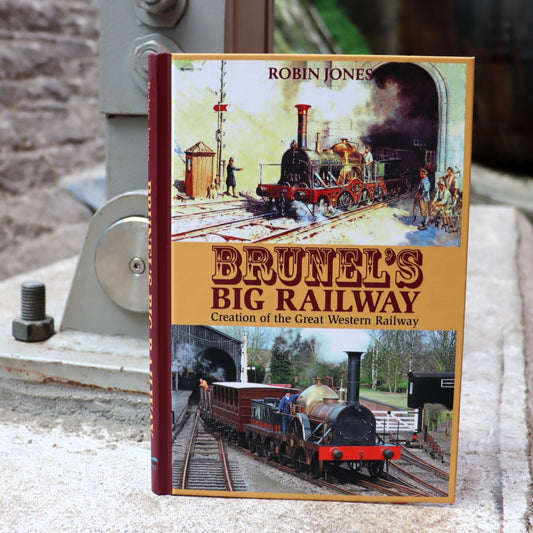 ROBIN JONES
BRUNEL'S
BIG RAILWAY
Creation of the Great Western Railway